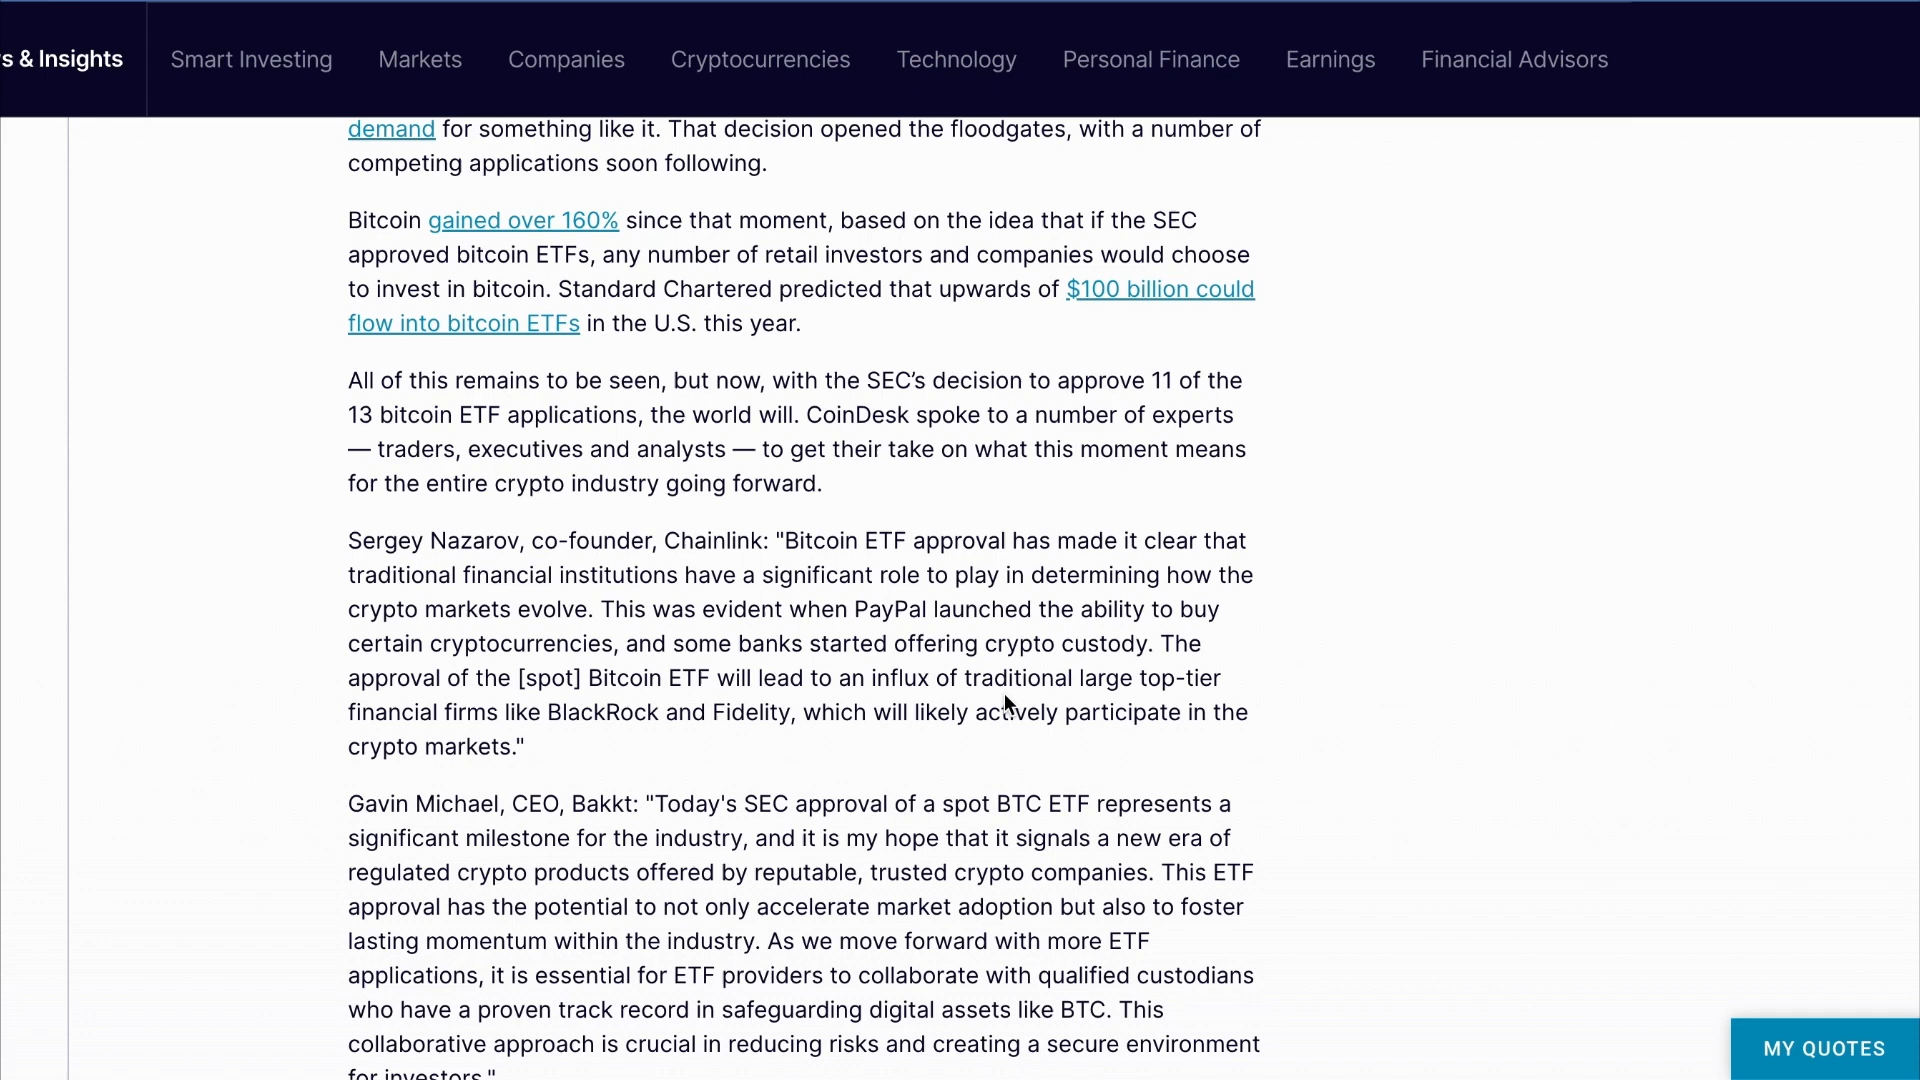 s & Insights Smart Investing Markets Companies Cryptocurrencies Technology Personal Finance Earnings Financial Advisors
demand for something like it. That decision opened the floodgates, with a number of
competing applications soon following.
Bitcoin gained over 160% since that moment, based on the idea that if the SEC
approved bitcoin ETFs, any number of retail investors and companies would choose
to invest in bitcoin. Standard Chartered predicted that upwards of $100 billion could
flow into bitcoin ETFs in the U.S. this year.
All of this remains to be seen, but now, with the SEC’s decision to approve 11 of the
13 bitcoin ETF applications, the world will. CoinDesk spoke to a number of experts
— traders, executives and analysts — to get their take on what this moment means
for the entire crypto industry going forward.
Sergey Nazarov, co-founder, Chainlink: "Bitcoin ETF approval has made it clear that
traditional financial institutions have a significant role to play in determining how the
crypto markets evolve. This was evident when PayPal launched the ability to buy
certain cryptocurrencies, and some banks started offering crypto custody. The
approval of the [spot] Bitcoin ETF will lead to an influx of traditional large top-tier
financial firms like BlackRock and Fidelity, which will likely actively participate in the
crypto markets."
Gavin Michael, CEO, Bakkt: "Today's SEC approval of a spot BTC ETF represents a
significant milestone for the industry, and it is my hope that it signals a new era of
regulated crypto products offered by reputable, trusted crypto companies. This ETF
approval has the potential to not only accelerate market adoption but also to foster
lasting momentum within the industry. As we move forward with more ETF
applications, it is essential for ETF providers to collaborate with qualified custodians
who have a proven track record in safeguarding digital assets like BTC. This
collaborative approach is crucial in reducing risks and creating a secure environment
for investors."
MY QUOTES